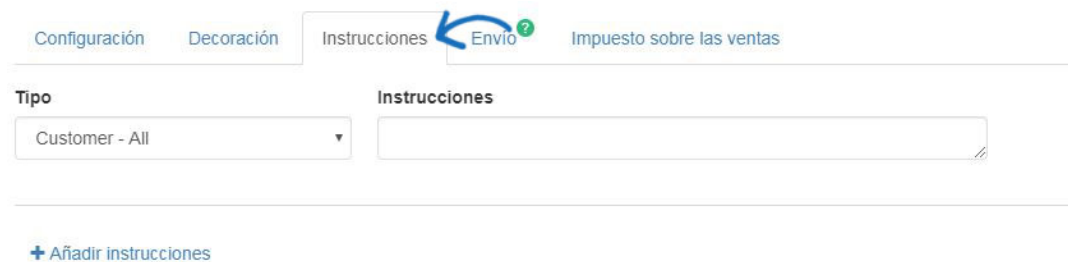 Configuración Decoración Instrucciones Envío ?
Impuesto sobre las ventas
Tipo Instrucciones
Customer - All
+ Añadir instrucciones